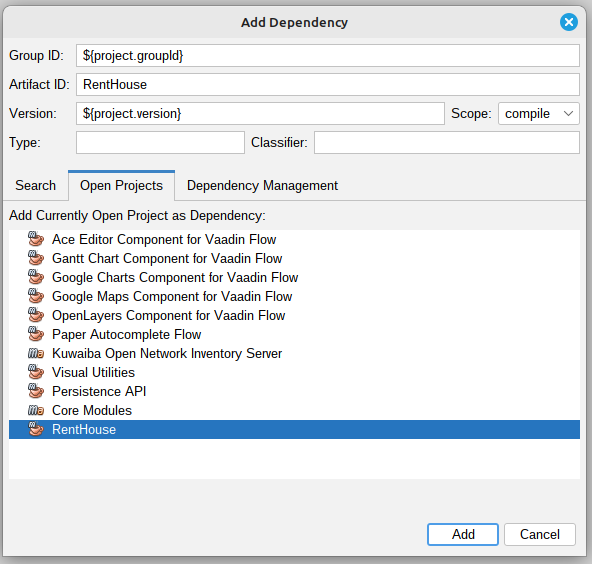 Add Dependency
Group ID: ${project.groupId}
Artifact ID: RentHouse
Version: ${project.version} Scope: compile
Type: Classifier:
Search Open Projects Dependency Management
Add Currently Open Project as Dependency:
Ace Editor Component for Vaadin Flow
Gantt Chart Component for Vaadin Flow
Google Charts Component for Vaadin Flow
Google Maps Component for Vaadin Flow
OpenLayers Component for Vaadin Flow
Paper Autocomplete Flow
Kuwaiba Open Network Inventory Server
Visual Utilities
Persistence API
Core Modules
RentHouse
Add Cancel